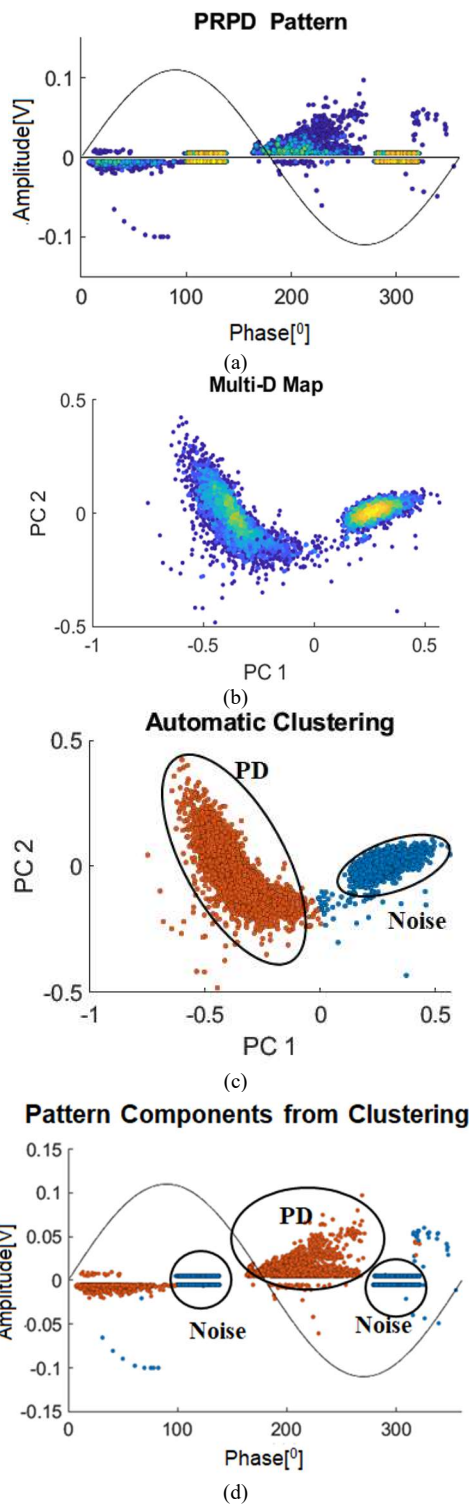 PRPD Pattern
0.1
0
-0.1
Amplitude[V]
0 100 200 300
Phase[⁰]
(a)
Multi-D Map
0.5
0
-0.5
PC 2
-1 -0.5 0 0.5
PC 1
(b)
Automatic Clustering
0.5
0
-0.5
PC 2
PD
Noise
-1 -0.5 0 0.5
PC 1
(c)
Pattern Components from Clustering
0.15
0.1
0.05
0
-0.05
-0.1
-0.15
Amplitude[V]
PD
Noise Noise
0 100 200 300
Phase[⁰]
(d)